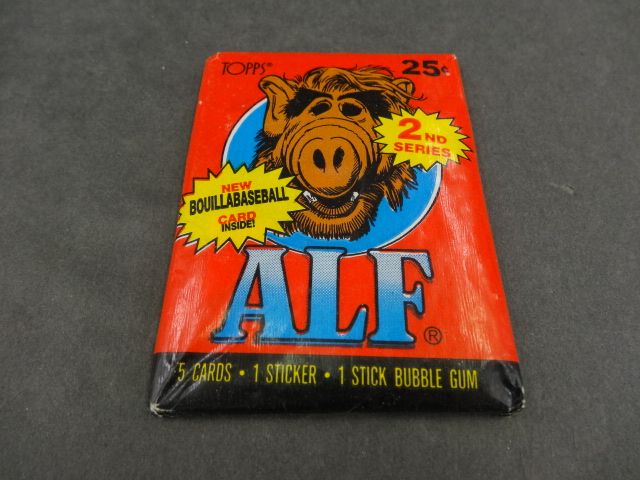 TOPPS®
25¢
2ND
SERIES
NEW
BOUILLABASEBALL
CARD
INSIDE!
ALF®
5 CARDS • 1 STICKER • 1 STICK BUBBLE GUM